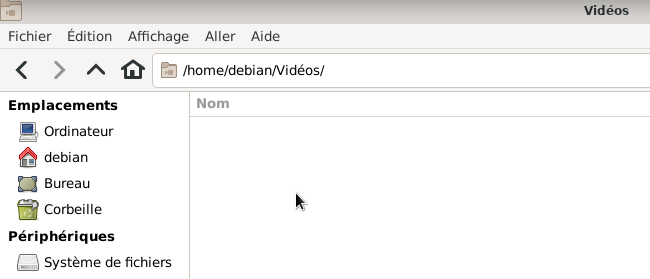 Vidéos
Fichier Édition Affichage Aller Aide
/home/debian/Vidéos/
Emplacements
Nom
Ordinateur
debian
Bureau
Corbeille
Périphériques
Système de fichiers